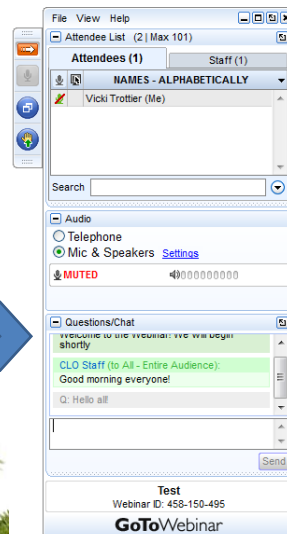 File View Help
Attendee List (2 | Max 101)
Attendees (1)
Staff (1)
NAMES - ALPHABETICALLY
Vicki Trottier (Me)
Search
Audio
Telephone
Mic & Speakers Settings
MUTED
Questions/Chat
Welcome to the Webinar! We will begin
shortly
CLO Staff (to All - Entire Audience):
Good morning everyone!
Q: Hello all!
Send
Test
Webinar ID: 458-150-495
GoToWebinar